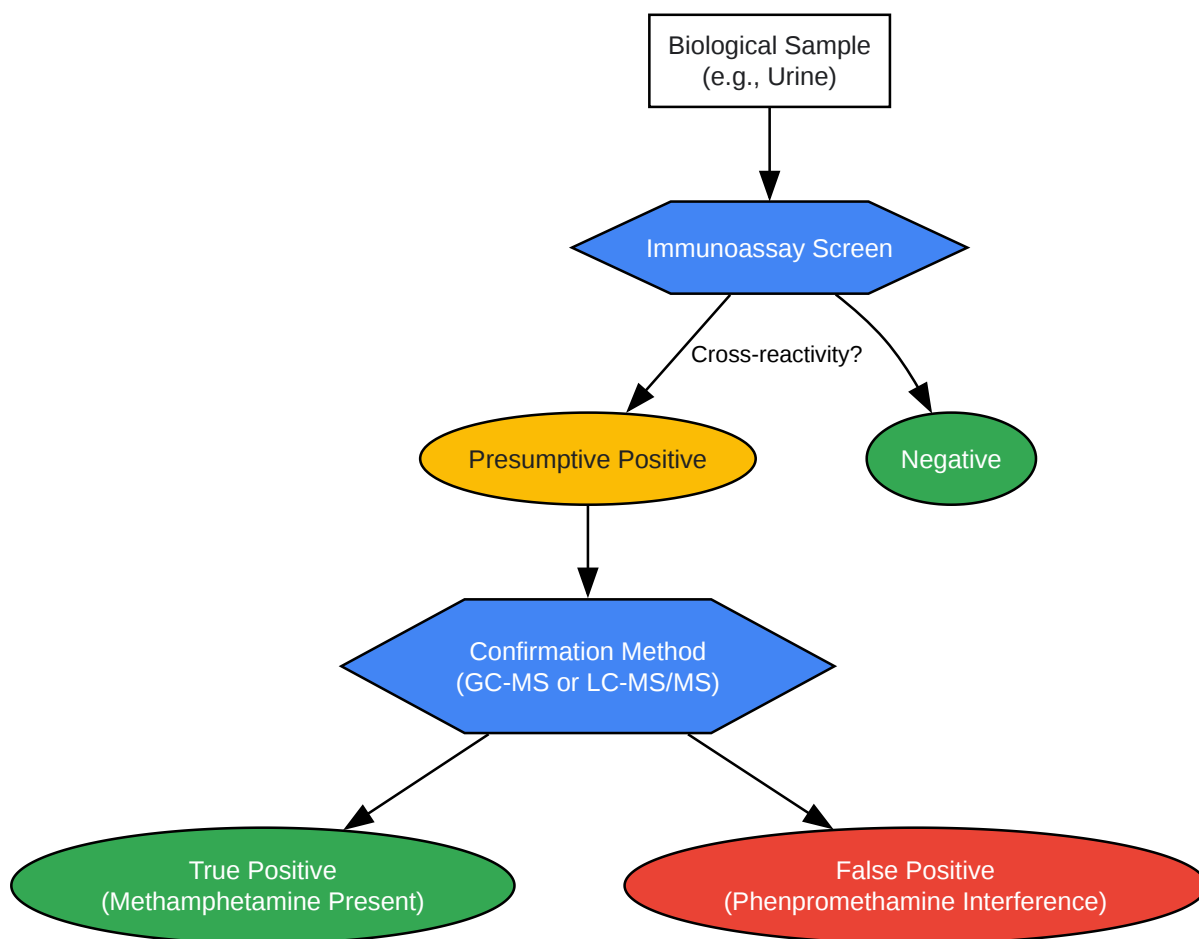 Biological Sample
(e.g., Urine)
Immunoassay Screen
Cross-reactivity?
Presumptive Positive
Negative
Confirmation Method
(GC-MS or LC-MS/MS)
True Positive
(Methamphetamine Present)
False Positive
(Phenpromethamine Interference)